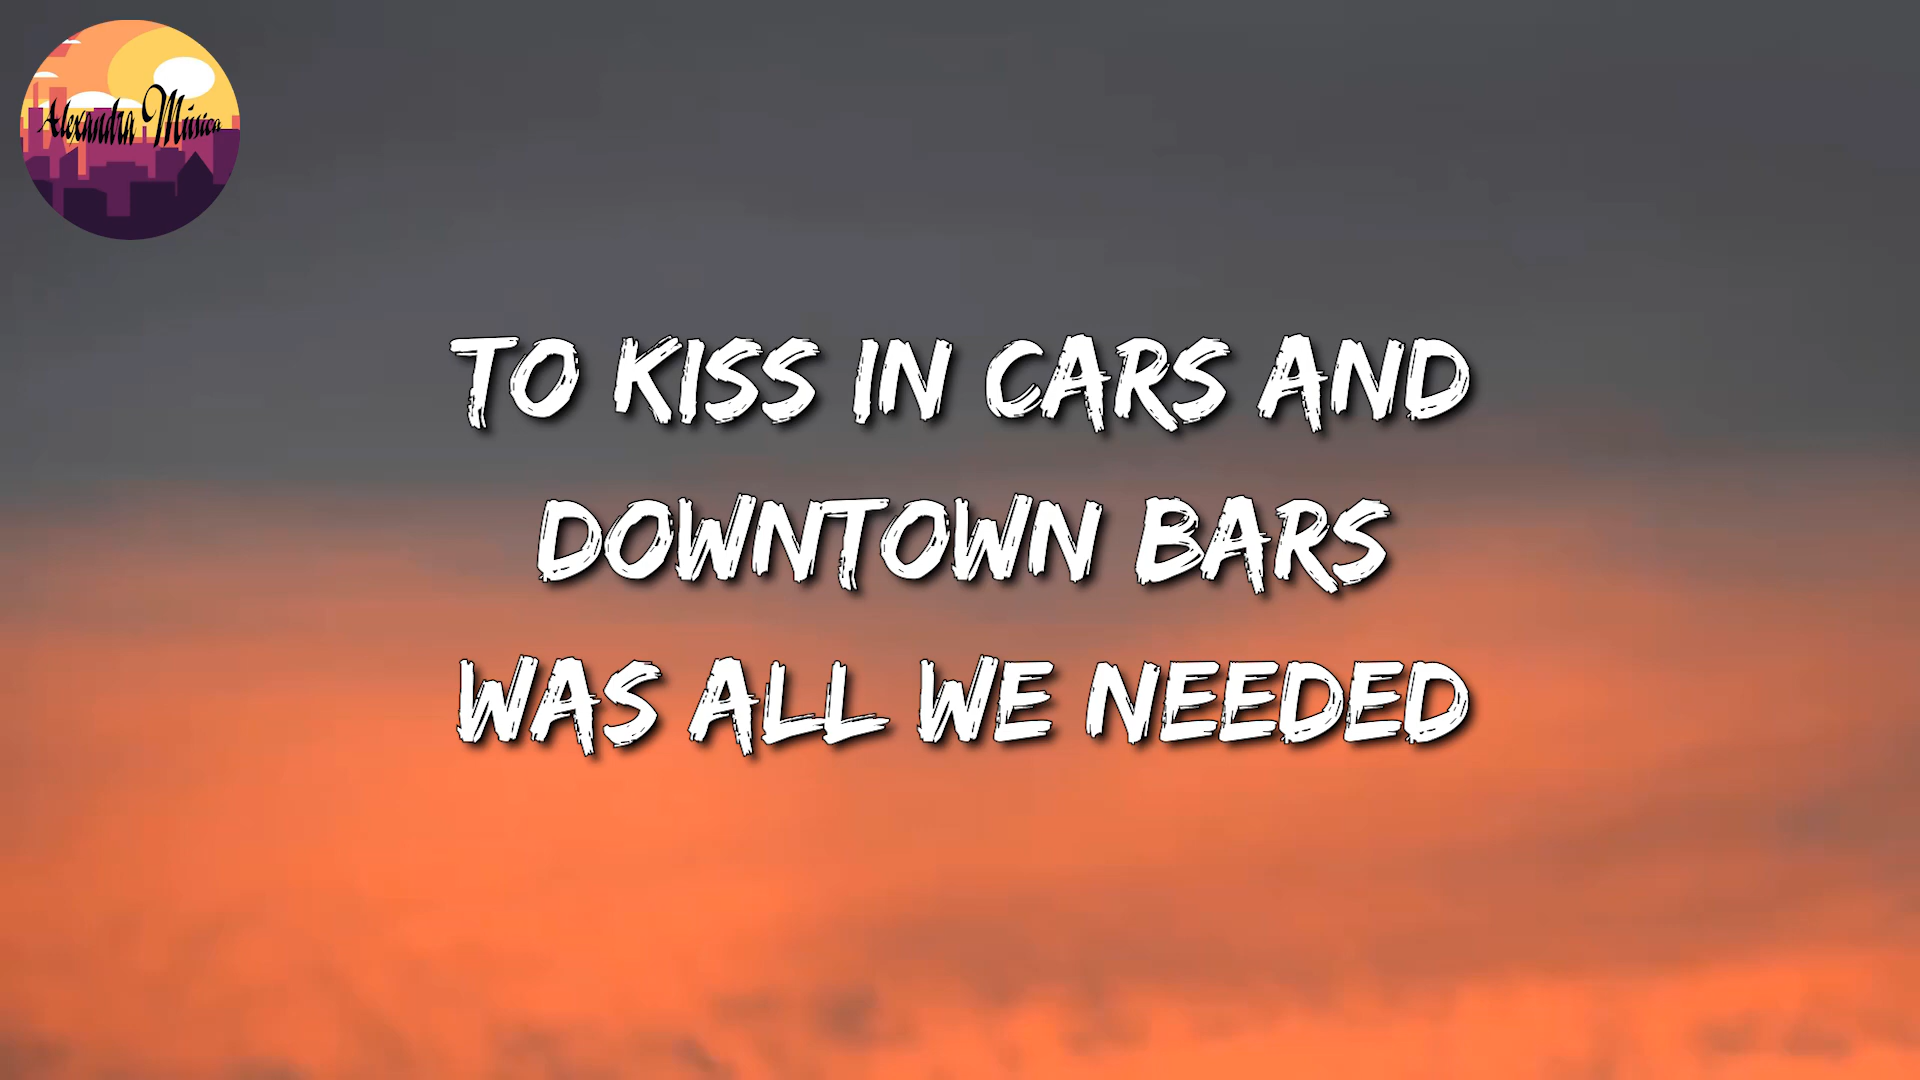 Alexandra Música
TO KISS IN CARS AND
DOWNTOWN BARS
WAS ALL WE NEEDED